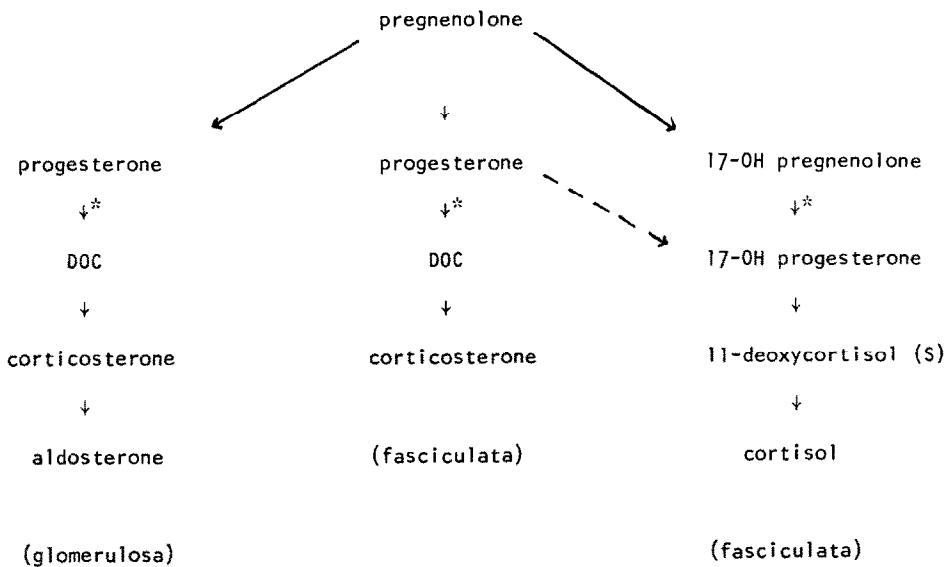 pregnenolone
↓
progesterone progesterone 17-OH pregnenolone
↓* ↓* ↓*
DOC DOC 17-OH progesterone
↓ ↓ ↓
corticosterone corticosterone 11-deoxycortisol (S)
↓ ↓
aldosterone (fasciculata) cortisol
(glomerulosa) (fasciculata)